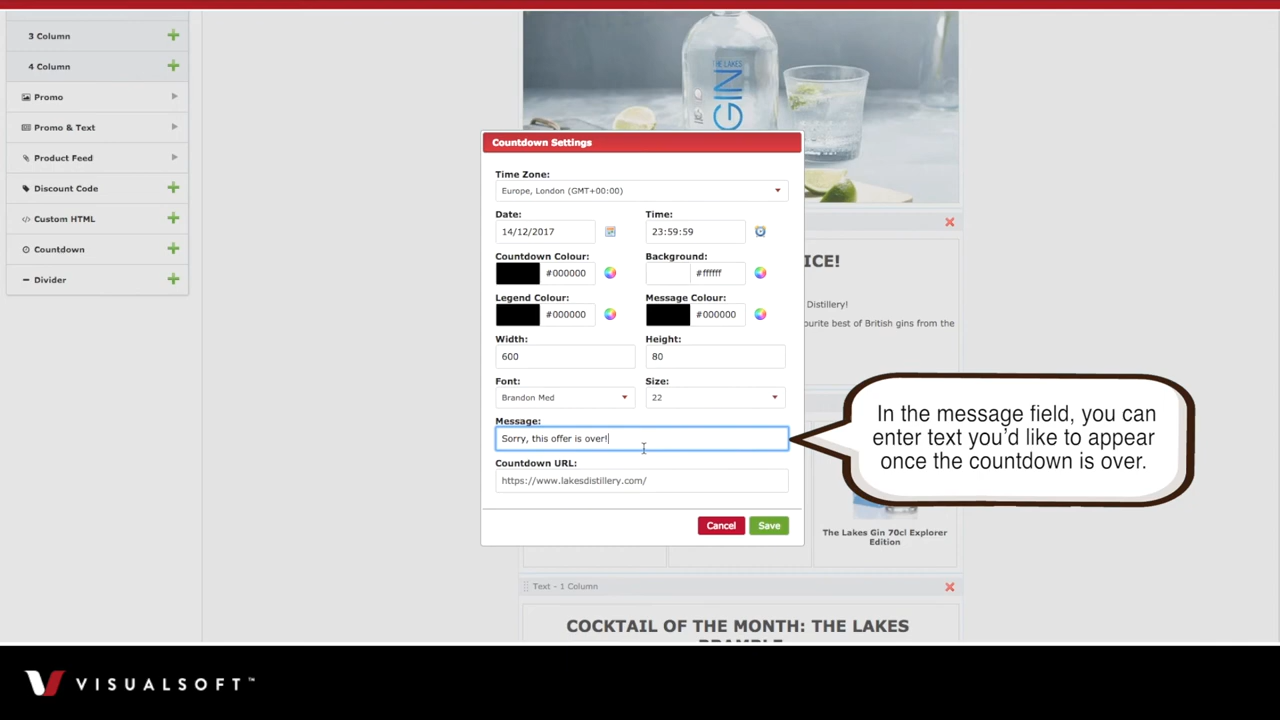 3 Column
4 Column
Promo
Promo & Text
Product Feed
Discount Code
Custom HTML
Countdown
Divider
THE LAKES
GIN
ICE!
Distillery!
ourite best of British gins from the
Countdown Settings
Time Zone:
Europe, London (GMT+00:00)
Date: Time:
14/12/2017 23:59:59
Countdown Colour: Background:
#000000 #ffffff
Legend Colour: Message Colour:
#000000 #000000
Width: Height:
600 80
Font: Size:
Brandon Med 22
Message:
Sorry, this offer is over!
Countdown URL:
https://www.lakesdistillery.com/
Cancel Save
In the message field, you can
enter text you'd like to appear
once the countdown is over.
The Lakes Gin 70cl Explorer
Edition
Text - 1 Column
COCKTAIL OF THE MONTH: THE LAKES
BRAMBLE
VISUALSOFT™